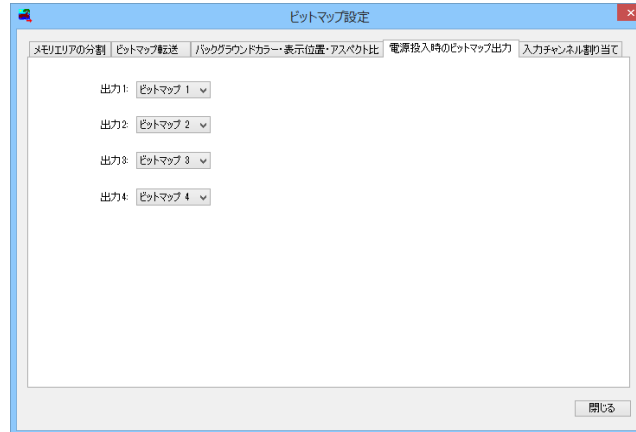 ビットマップ設定
メモリエリアの分割 ビットマップ転送 バックグラウンドカラー・表示位置・アスペクト比 電源投入時のビットマップ出力 入力チャンネル割り当て
出力1: ビットマップ 1
出力2: ビットマップ 2
出力3: ビットマップ 3
出力4: ビットマップ 4
閉じる